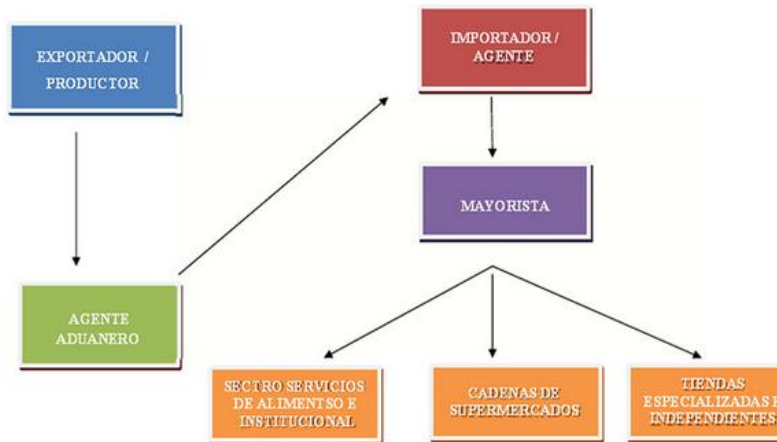 EXPORTADOR /
PRODUCTOR
IMPORTADOR /
AGENTE
MAYORISTA
AGENTE
ADUANERO
SECTRO SERVICIOS
DE ALIMENTSO E
INSTITUCIONAL
CADENAS DE
SUPERMERCADOS
TIENDAS
ESPECIALIZADAS E
INDEPENDIENTES